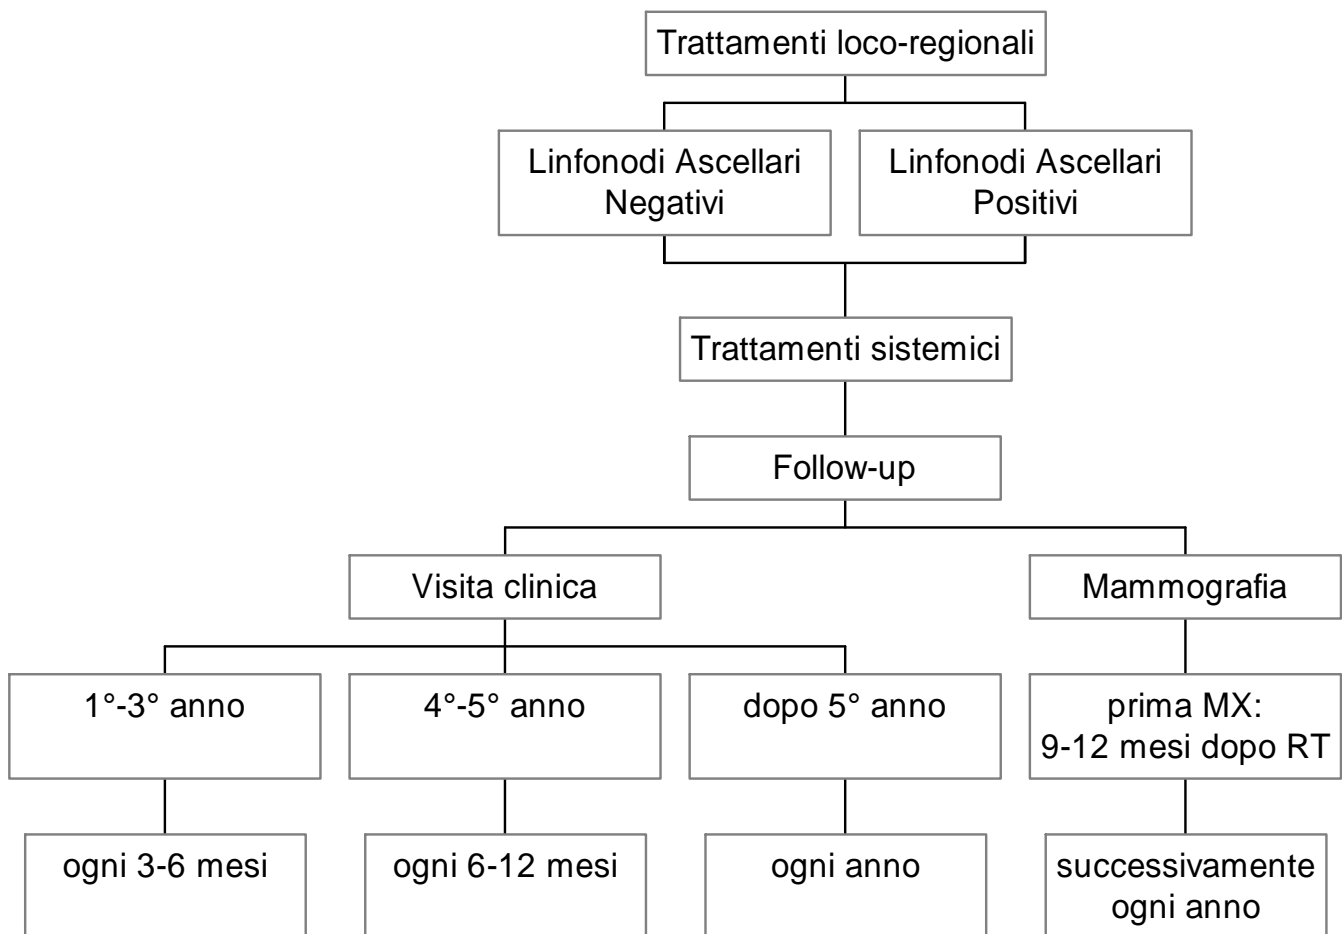 Trattamenti loco-regionali
Linfonodi Ascellari
Negativi
Linfonodi Ascellari
Positivi
Trattamenti sistemici
Follow-up
Visita clinica
Mammografia
1°-3° anno
4°-5° anno
dopo 5° anno
prima MX:
9-12 mesi dopo RT
ogni 3-6 mesi
ogni 6-12 mesi
ogni anno
successivamente
ogni anno